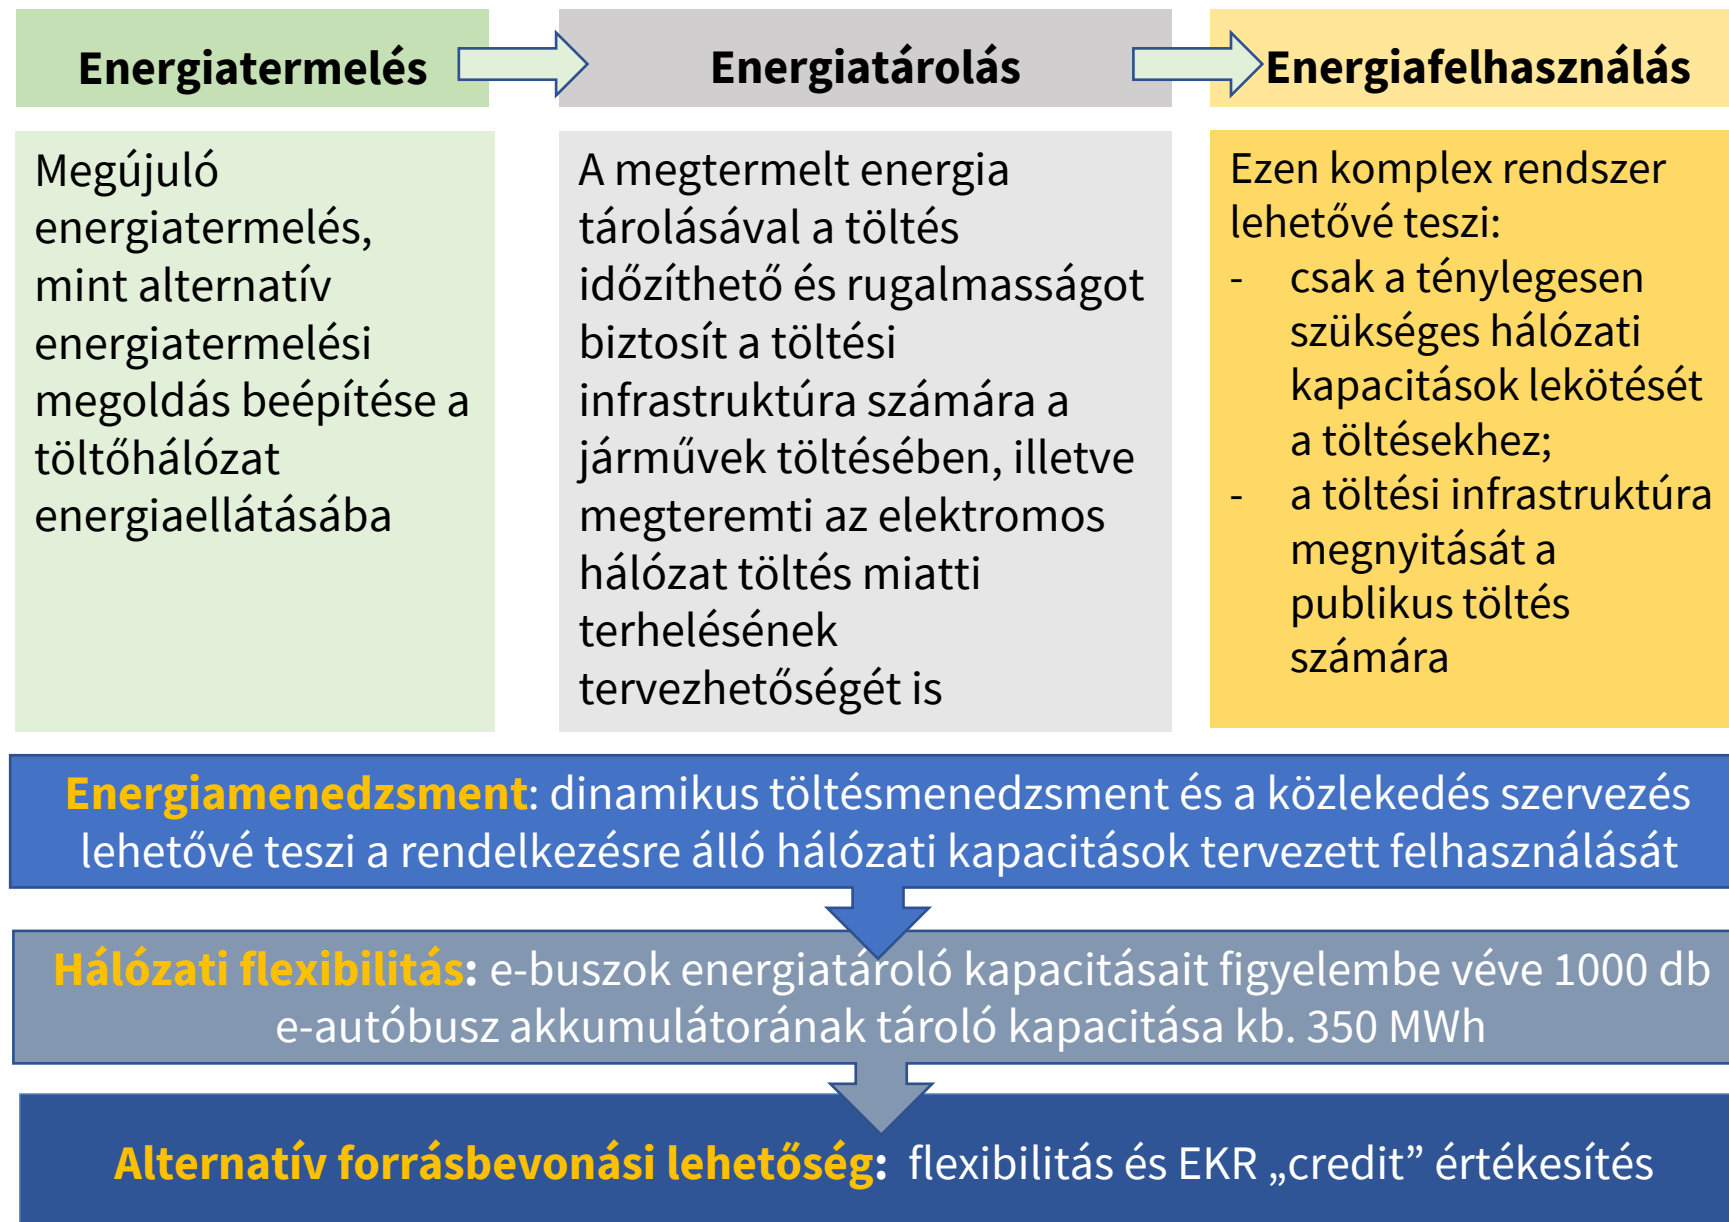 Energiatermelés
Energiatárolás
Energiafelhasználás
Megújuló
energiatermelés,
mint alternatív
energiatermelési
megoldás beépítése a
töltőhálózat
energiaellátásába
A megtermelt energia
tárolásával a töltés
időzíthető és rugalmasságot
biztosít a töltési
infrastruktúra számára a
járművek töltésében, illetve
megteremti az elektromos
hálózat töltés miatti
terhelésének
tervezhetőségét is
Ezen komplex rendszer
lehetővé teszi:
- csak a ténylegesen
szükséges hálózati
kapacitások lekötését
a töltésekhez;
- a töltési infrastruktúra
megnyitását a
publikus töltés
számára
Energiamenedzsment: dinamikus töltésmenedzsment és a közlekedés szervezés
lehetővé teszi a rendelkezésre álló hálózati kapacitások tervezett felhasználását
Hálózati flexibilitás: e-buszok energiatároló kapacitásait figyelembe véve 1000 db
e-autóbusz akkumulátorának tároló kapacitása kb. 350 MWh
Alternatív forrásbevonási lehetőség: flexibilitás és EKR „credit” értékesítés